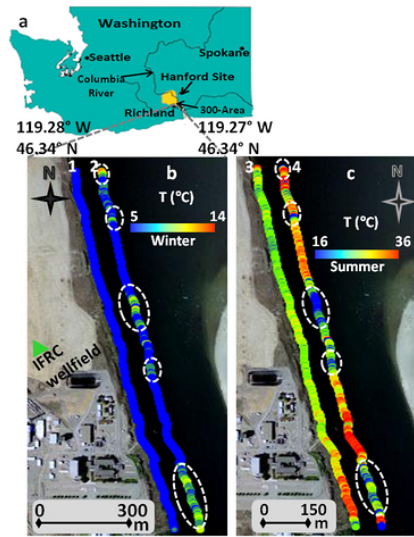 a
Washington
Seattle
Spokane
Columbia
River
Hanford Site
300-Area
Richland
119.28° W
46.34° N
119.27° W
46.34° N
1
2
b
N
T (°C)
5
14
Winter
IFRC
wellfield
0
300
m
3
4
c
N
T (°C)
16
36
Summer
0
150
m